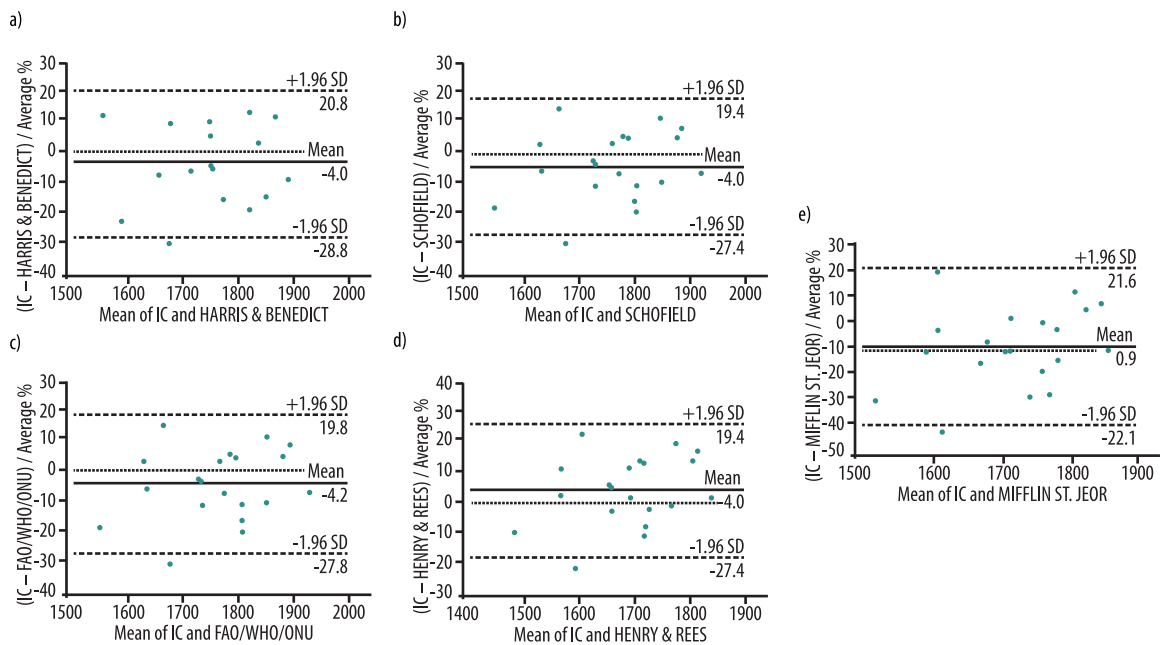 a)
(IC – HARRIS & BENEDICT) / Average %
30
20
10
0
-10
-20
-30
-40
+1.96 SD
20.8
Mean
-4.0
-1.96 SD
-28.8
1500 1600 1700 1800 1900 2000
Mean of IC and HARRIS & BENEDICT
b)
(IC – SCHOFIELD) / Average %
30
20
10
0
-10
-20
-30
-40
+1.96 SD
19.4
Mean
-4.0
-1.96 SD
-27.4
1500 1600 1700 1800 1900 2000
Mean of IC and SCHOFIELD
c)
(IC – FAO/WHO/ONU) / Average %
30
20
10
0
-10
-20
-30
-40
+1.96 SD
19.8
Mean
-4.2
-1.96 SD
-27.8
1500 1600 1700 1800 1900 2000
Mean of IC and FAO/WHO/ONU
d)
(IC – HENRY & REES) / Average %
40
30
20
10
0
-10
-20
-30
+1.96 SD
19.4
Mean
-4.0
-1.96 SD
-27.4
1400 1500 1600 1700 1800 1900
Mean of IC and HENRY & REES
e)
(IC – MIFFLIN ST. JEOR) / Average %
30
20
10
0
-10
-20
-30
-40
-50
+1.96 SD
21.6
Mean
0.9
-1.96 SD
-22.1
1500 1600 1700 1800 1900
Mean of IC and MIFFLIN ST. JEOR